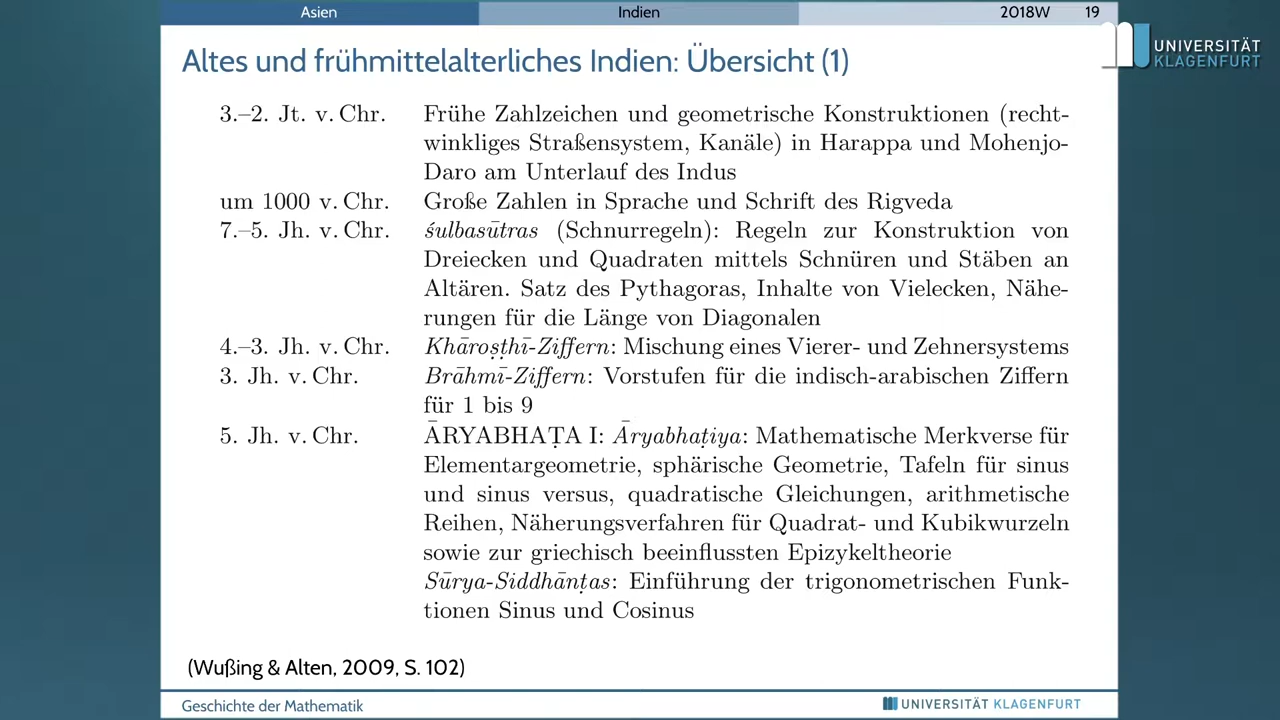 Asien
Indien
2018W 19
UNIVERSITÄT
KLAGENFURT
Altes und frühmittelalterliches Indien: Übersicht (1)
3.–2. Jt. v. Chr. Frühe Zahlzeichen und geometrische Konstruktionen (recht-
winkliges Straßensystem, Kanäle) in Harappa und Mohenjo-
Daro am Unterlauf des Indus
um 1000 v. Chr. Große Zahlen in Sprache und Schrift des Rigveda
7.–5. Jh. v. Chr. śulbasūtras (Schnurregeln): Regeln zur Konstruktion von
Dreiecken und Quadraten mittels Schnüren und Stäben an
Altären. Satz des Pythagoras, Inhalte von Vielecken, Nähe-
rungen für die Länge von Diagonalen
4.–3. Jh. v. Chr. Khāroṣṭhī-Ziffern: Mischung eines Vierer- und Zehnersystems
3. Jh. v. Chr. Brāhmī-Ziffern: Vorstufen für die indisch-arabischen Ziffern
für 1 bis 9
5. Jh. v. Chr. ĀRYABHAṬA I: Āryabhaṭiya: Mathematische Merkverse für
Elementargeometrie, sphärische Geometrie, Tafeln für sinus
und sinus versus, quadratische Gleichungen, arithmetische
Reihen, Näherungsverfahren für Quadrat- und Kubikwurzeln
sowie zur griechisch beeinflussten Epizykeltheorie
Sūrya-Siddhānṭas: Einführung der trigonometrischen Funk-
tionen Sinus und Cosinus
(Wußing & Alten, 2009, S. 102)
Geschichte der Mathematik
UNIVERSITÄT KLAGENFURT